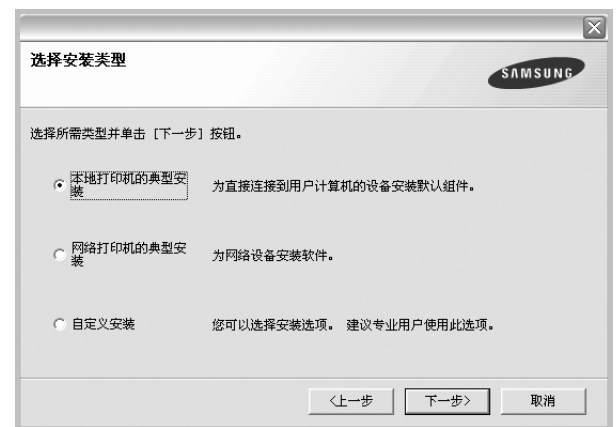 选择安装类型
SAMSUNG
选择所需类型并单击 [下一步] 按钮。
本地打印机的典型安
装
为直接连接到用户计算机的设备安装默认组件。
网络打印机的典型安
装
为网络设备安装软件。
自定义安装
您可以选择安装选项。 建议专业用户使用此选项。
<上一步
下一步>
取消